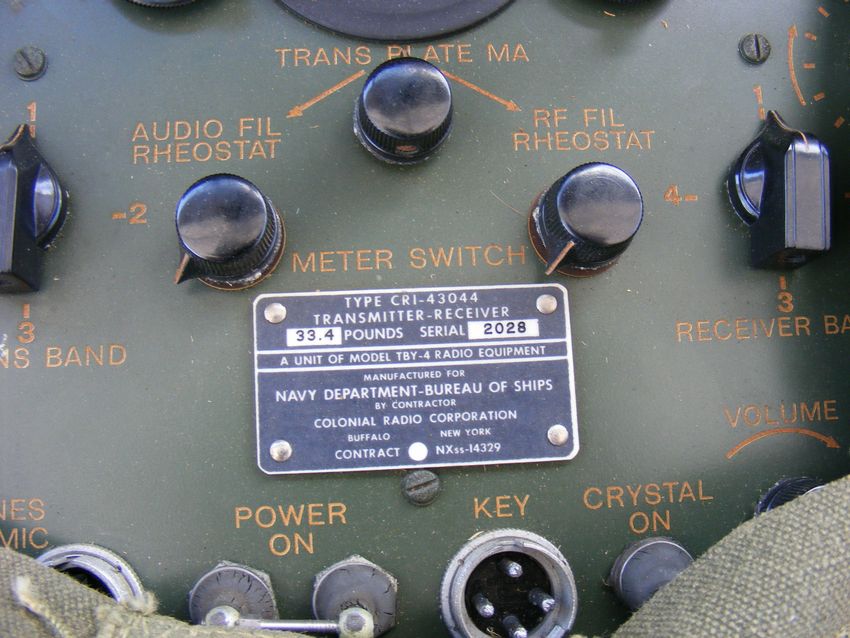 TRANS PLATE MA
AUDIO FIL
RHEOSTAT
RF FIL
RHEOSTAT
1
1
-2
4-
METER SWITCH
3
3
BAND
RECEIVER
TYPE CRI-43044
TRANSMITTER-RECEIVER
33.4 POUNDS SERIAL 2028
A UNIT OF MODEL TBY-4 RADIO EQUIPMENT
MANUFACTURED FOR
NAVY DEPARTMENT-BUREAU OF SHIPS
BY CONTRACTOR
COLONIAL RADIO CORPORATION
BUFFALO NEW YORK
CONTRACT NXss-14329
VOLUME
MIC
POWER
ON
KEY
CRYSTAL
ON